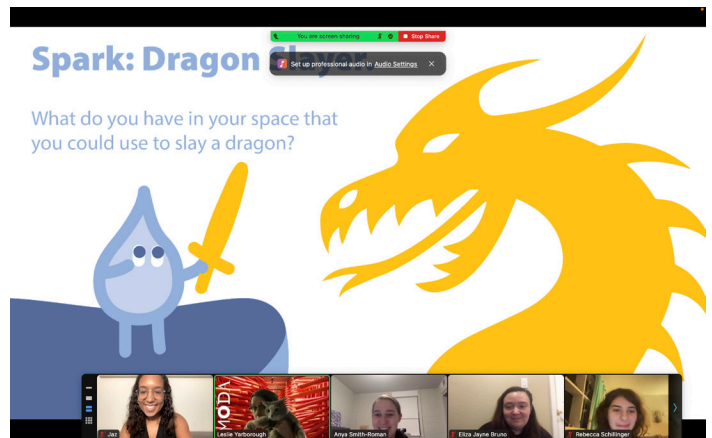 You are screen sharing
Stop Share
Spark: Dragon Slayer.
Set up professional audio in Audio Settings
What do you have in your space that
you could use to slay a dragon?
MODA
Jaz
Leslie Yarborough
Anya Smith-Roman
Eliza Jayne Bruno
Rebecca Schillinger